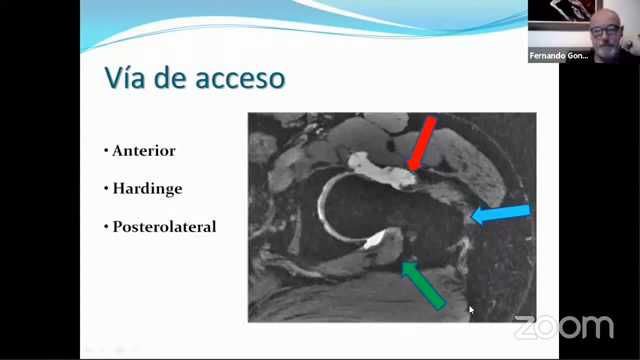 Fernando Gon...
Vía de acceso
• Anterior
• Hardinge
• Posterolateral
zoom